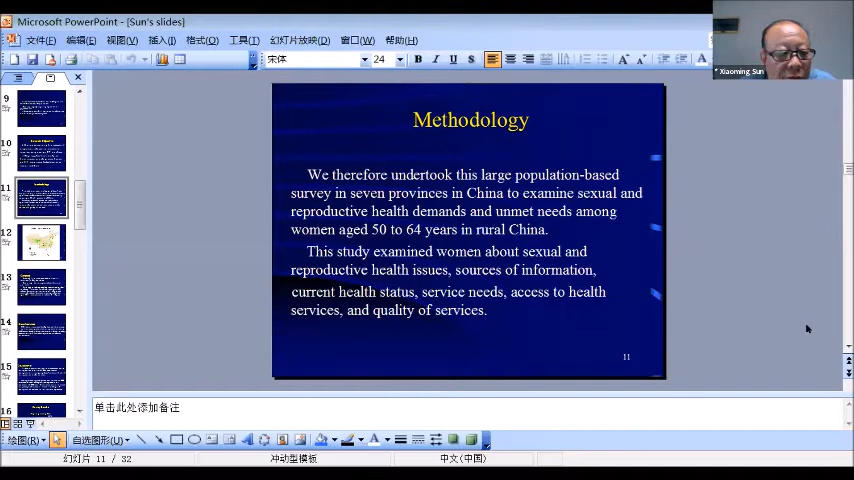 Microsoft PowerPoint - [Sun's slides]
文件(F) 编辑(E) 视图(V) 插入(I) 格式(O) 工具(T) 幻灯片放映(D) 窗口(W) 帮助(H)
宋体 24 B I U S
Xiaoming Sun
9
10
11
12
13
14
15
16
Methodology
We therefore undertook this large population-based
survey in seven provinces in China to examine sexual and
reproductive health demands and unmet needs among
women aged 50 to 64 years in rural China.
This study examined women about sexual and
reproductive health issues, sources of information,
current health status, service needs, access to health
services, and quality of services.
11
单击此处添加备注
绘图(R) 自选图形(U)
幻灯片 11 / 32 冲动型模板 中文(中国)